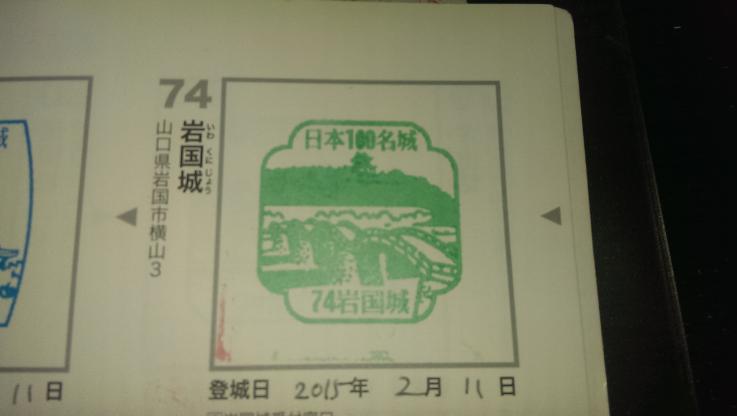 74
岩国城
いわくにじょう
山口県岩国市横山3
日本100名城
74岩国城
登城日 2015年 2月 11日
城
11日